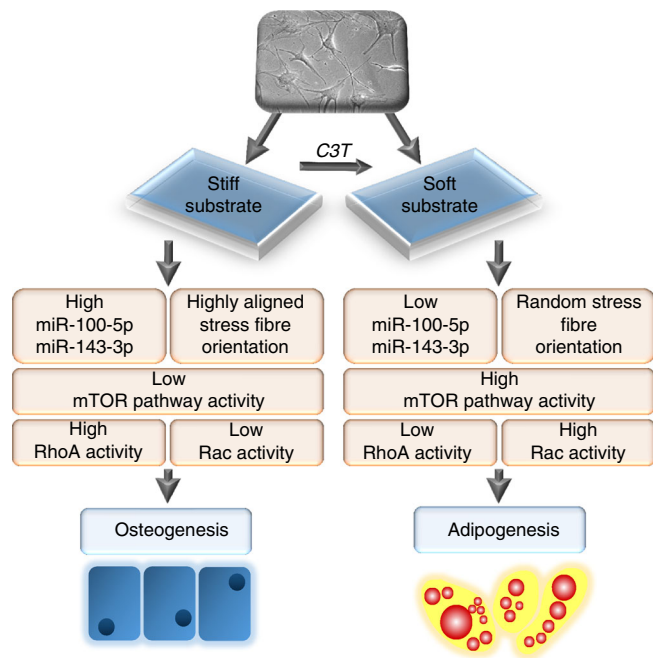 C3T
Stiff
substrate
Soft
substrate
High
miR-100-5p
miR-143-3p
Highly aligned
stress fibre
orientation
Low
miR-100-5p
miR-143-3p
Random stress
fibre
orientation
Low
mTOR pathway activity
High
mTOR pathway activity
High
RhoA activity
Low
Rac activity
Low
RhoA activity
High
Rac activity
Osteogenesis
Adipogenesis